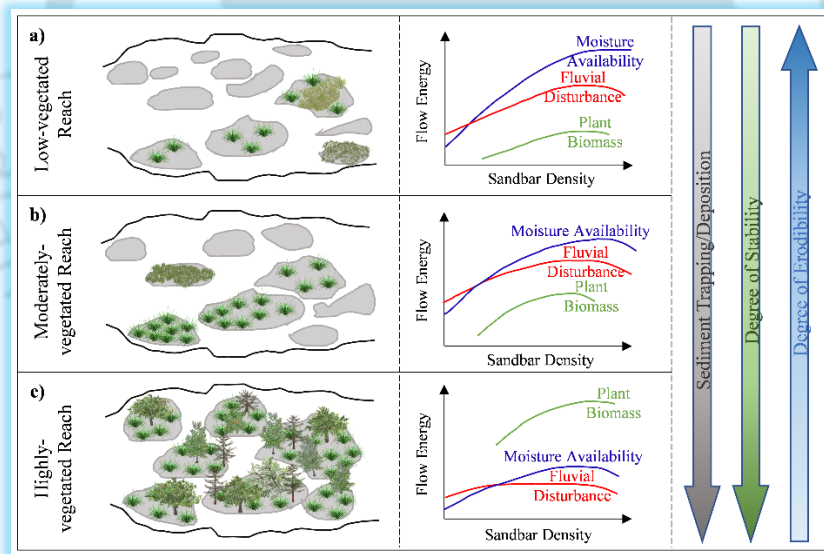 a)
Low-vegetated
Reach
Moisture
Availability
Fluvial
Disturbance
Plant
Biomass
Flow Energy
Sandbar Density
b)
Moderately-
vegetated Reach
Moisture Availability
Fluvial
Disturbance
Plant
Biomass
Flow Energy
Sandbar Density
c)
Highly-
vegetated Reach
Plant
Biomass
Moisture Availability
Fluvial
Disturbance
Flow Energy
Sandbar Density
Sediment Trapping/Deposition
Degree of Stability
Degree of Erodibility